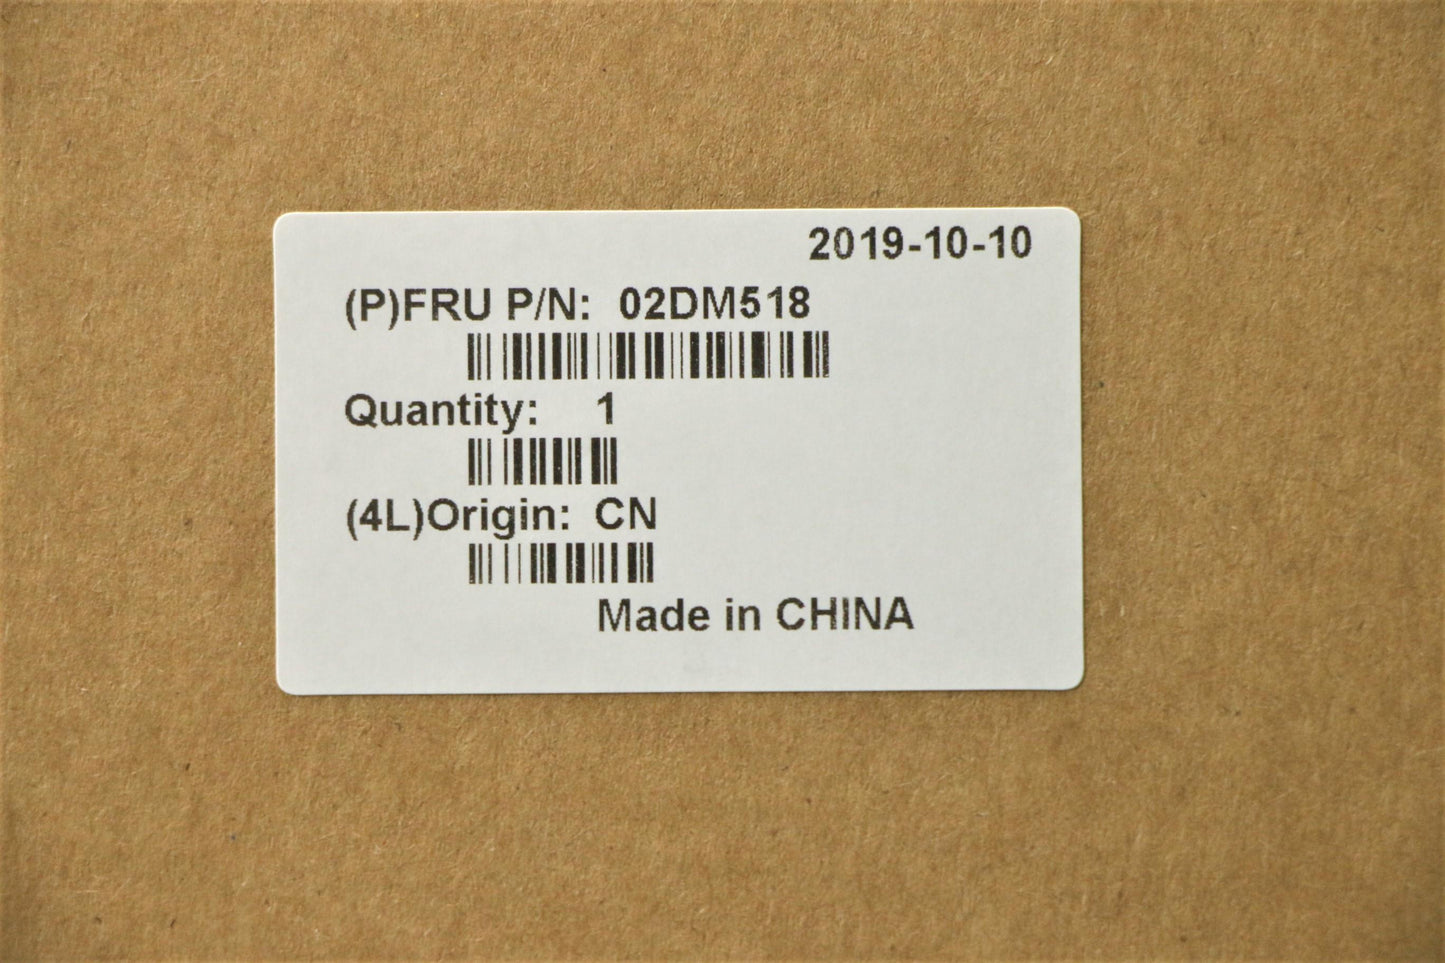 2019-10-10
(P)FRU P/N: 02DM518
Quantity: 1
(4L)Origin: CN
Made in CHINA